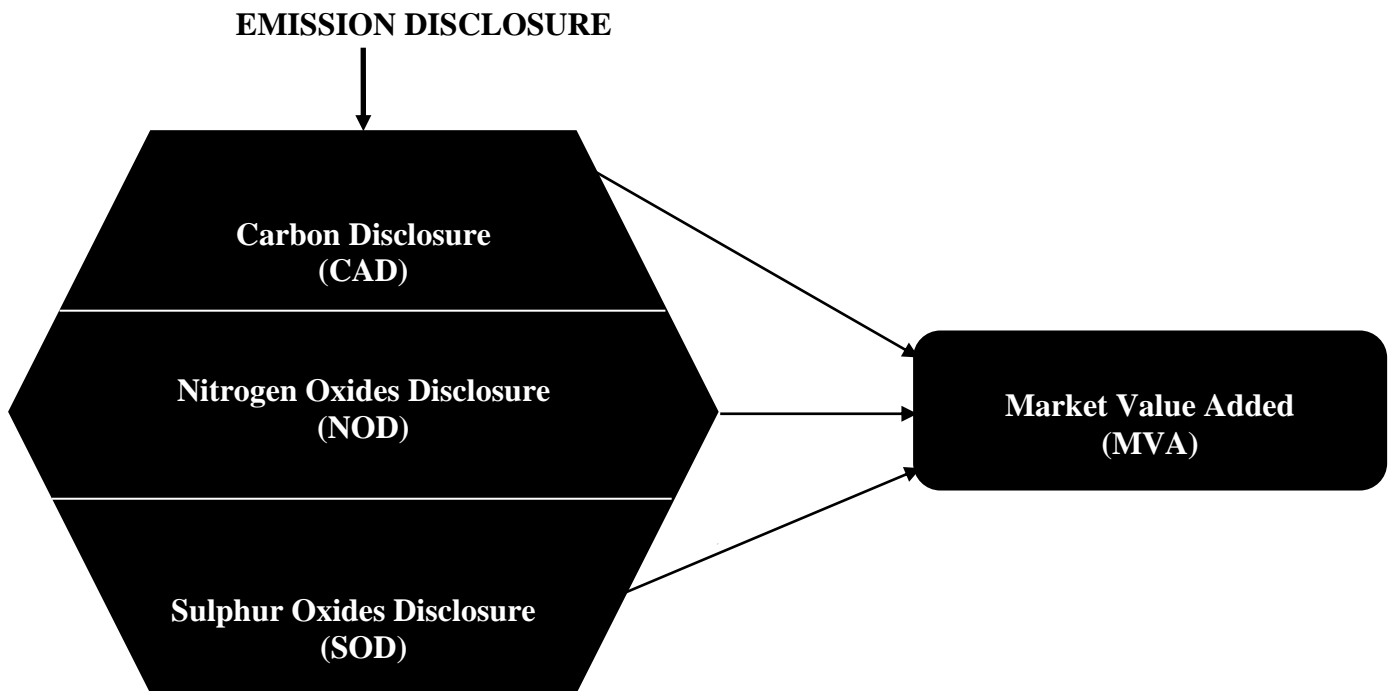 EMISSION DISCLOSURE
Carbon Disclosure
(CAD)
Nitrogen Oxides Disclosure
(NOD)
Market Value Added
(MVA)
Sulphur Oxides Disclosure
(SOD)